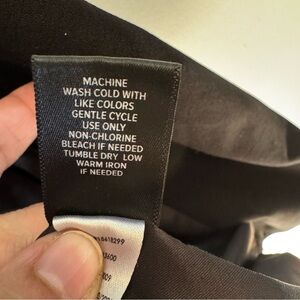 MACHINE
WASH COLD WITH
LIKE COLORS
GENTLE CYCLE
USE ONLY
NON-CHLORINE
BLEACH IF NEEDED
TUMBLE DRY LOW
WARM IRON
IF NEEDED